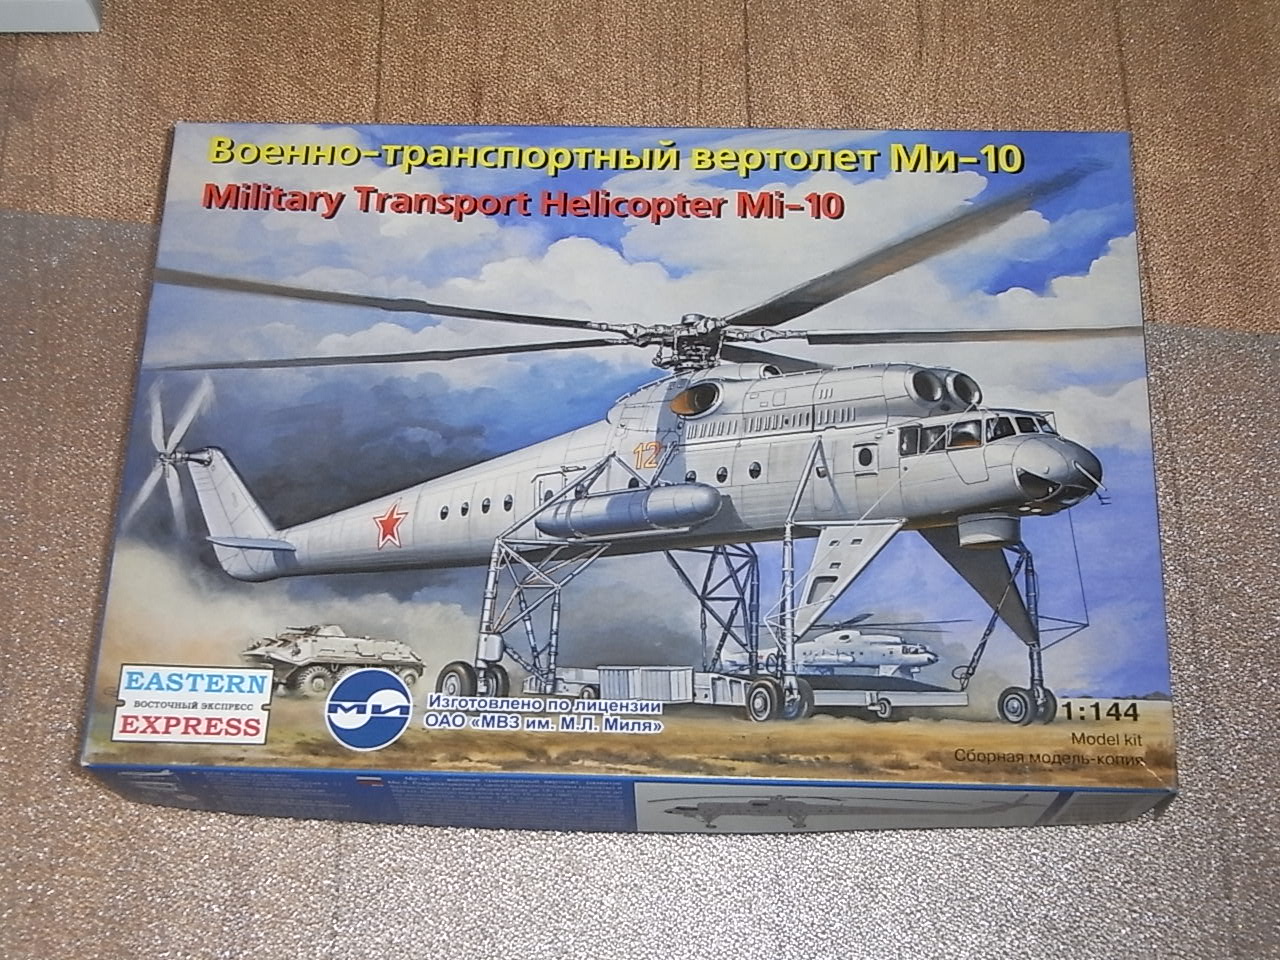 Военно-транспортный вертолет Ми-10
Military Transport Helicopter Mi-10
12
EASTERN
ВОСТОЧНЫЙ ЭКСПРЕСС
EXPRESS
МИ
Изготовлено по лицензии
ОАО «МВЗ им. М.Л. Миля»
1:144
Model kit
Сборная модель-копия